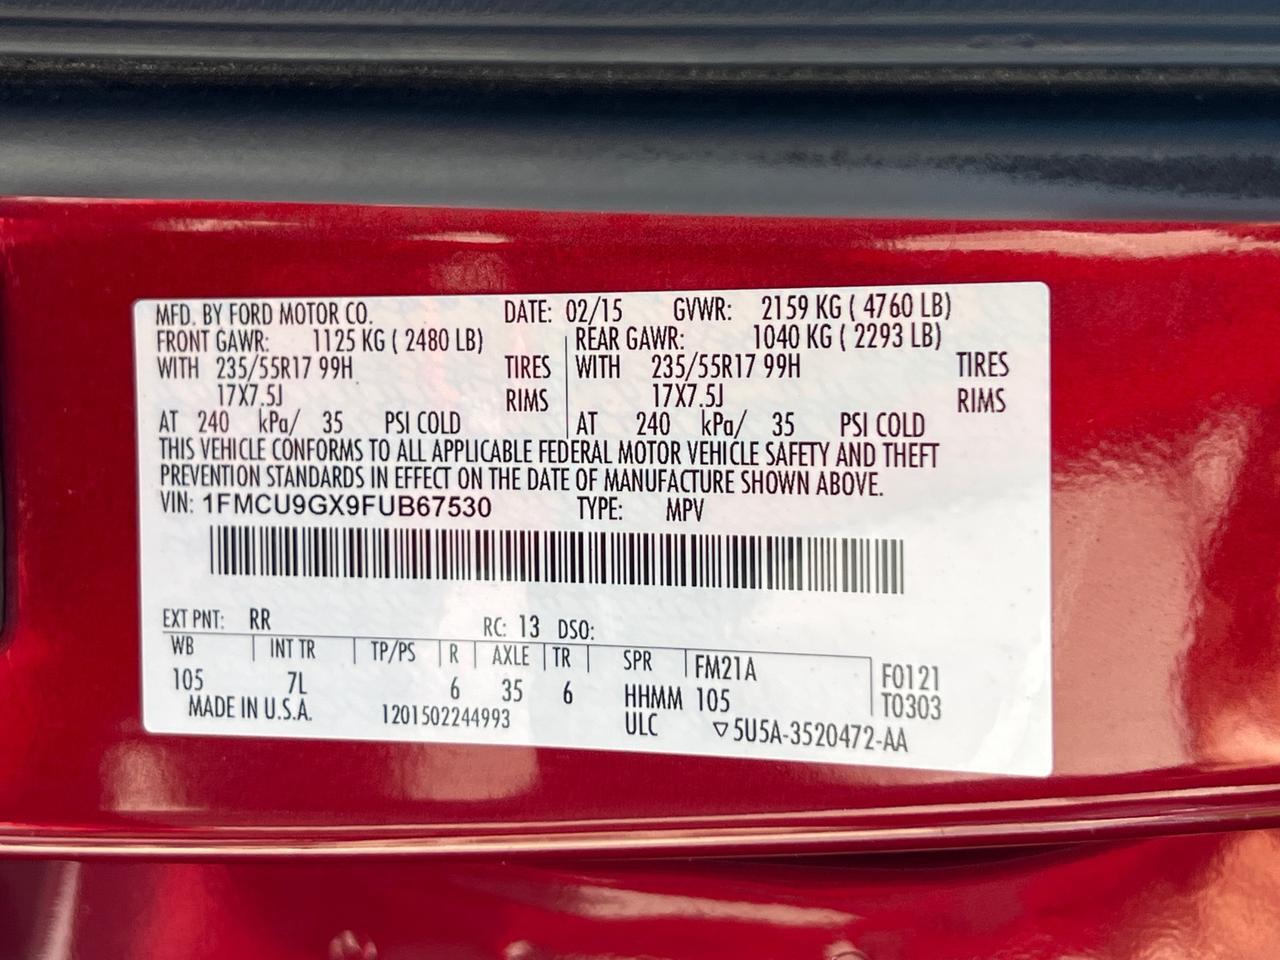 MFD. BY FORD MOTOR CO. DATE: 02/15 GVWR: 2159 KG ( 4760 LB)
FRONT GAWR: 1125 KG ( 2480 LB) REAR GAWR: 1040 KG ( 2293 LB)
WITH 235/55R17 99H TIRES WITH 235/55R17 99H TIRES
17X7.5J RIMS 17X7.5J RIMS
AT 240 kPa/ 35 PSI COLD AT 240 kPa/ 35 PSI COLD
THIS VEHICLE CONFORMS TO ALL APPLICABLE FEDERAL MOTOR VEHICLE SAFETY AND THEFT
PREVENTION STANDARDS IN EFFECT ON THE DATE OF MANUFACTURE SHOWN ABOVE.
VIN: 1FMCU9GX9FUB67530 TYPE: MPV
EXT PNT: RR RC: 13 DSO:
WB INT TR TP/PS R AXLE TR SPR FM21A F0121
105 7L 6 35 6 HHMM 105 T0303
MADE IN U.S.A. 1201502244993 ULC ▽5U5A-3520472-AA